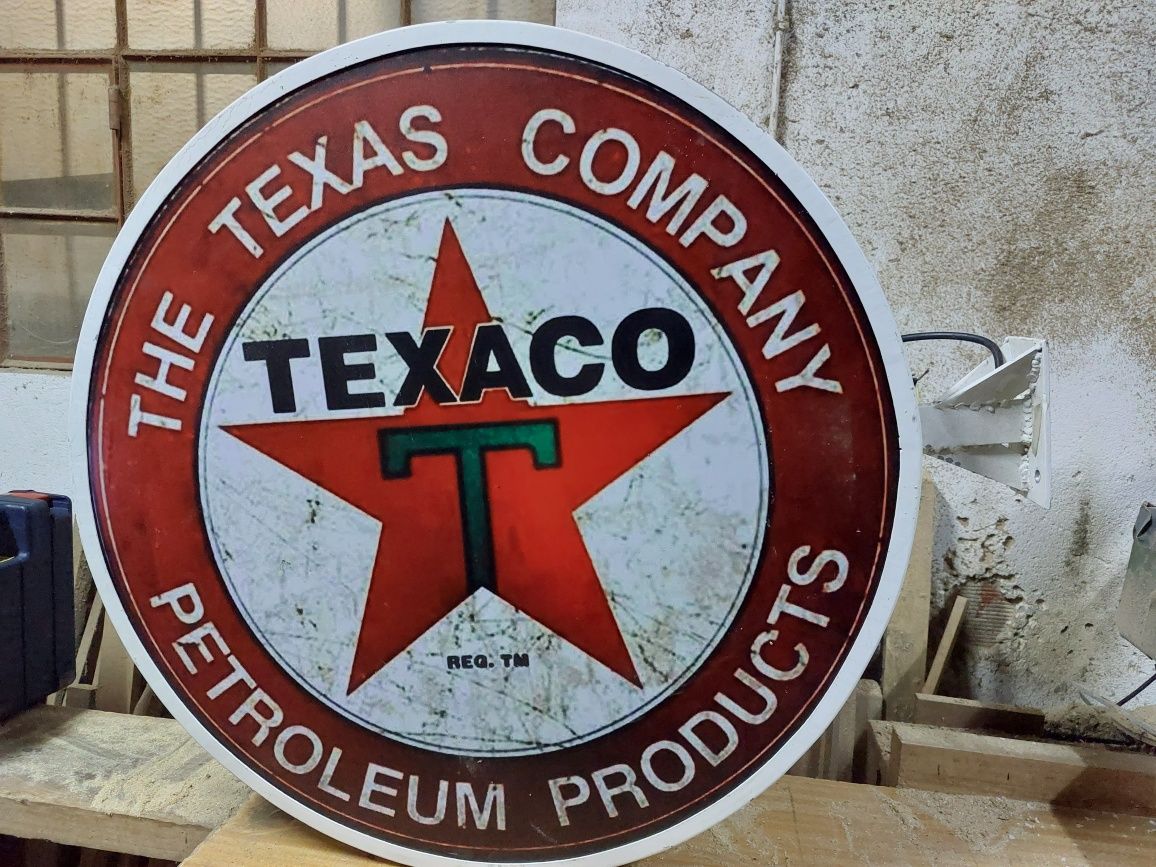 THE TEXAS COMPANY
TEXACO
T
REG. TM
PETROLEUM PRODUCTS